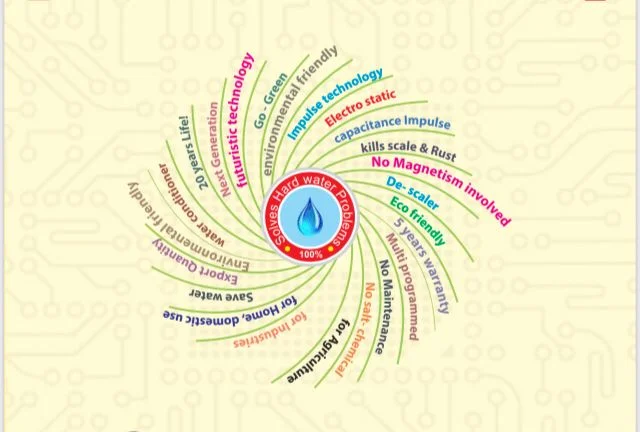 Solves Hard water Problems
100%
Go - Green
environmental friendly
Impulse technology
Electro static
capacitance Impulse
kills scale & Rust
No Magnetism involved
De- scaler
Eco friendly
5 years warranty
Multi programmed
No Maintenance
No salt- chemical
for Agriculture
for Industries
for Home, domestic use
Save water
Export Quantity
Environmental friendly
water conditioner
20 years Life!
Next Generation
futuristic technology